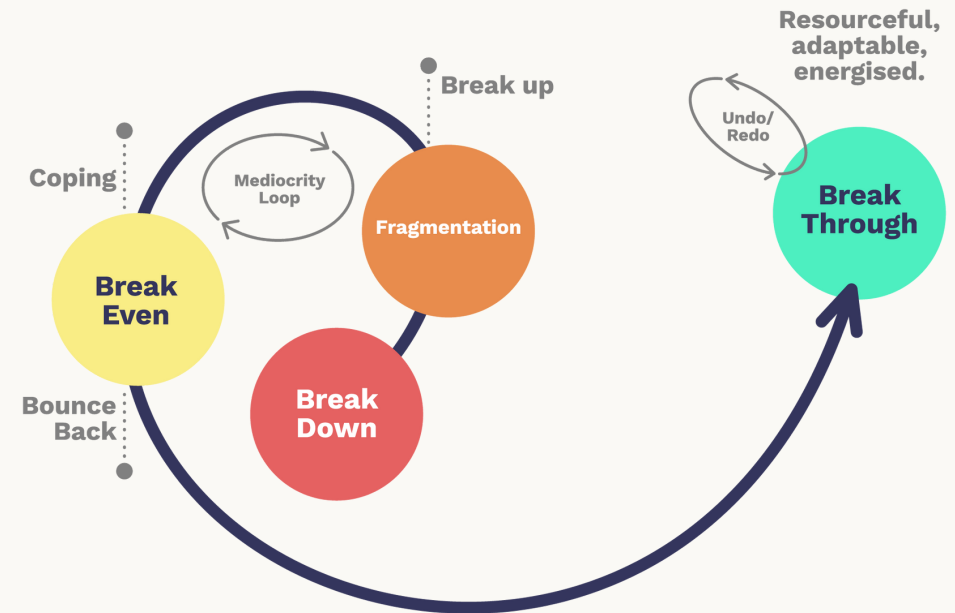 Resourceful,
adaptable,
energised.
Break up
Undo/
Redo
Coping
Mediocrity
Loop
Break
Through
Fragmentation
Break
Even
Break
Down
Bounce
Back